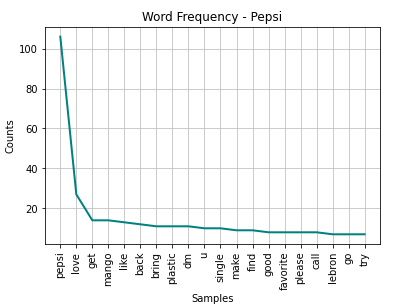 Word Frequency - Pepsi
Counts
100
80
60
40
20
pepsi
love
get
mango
like
back
bring
plastic
dm
u
single
make
find
good
favorite
please
call
lebron
go
try
Samples